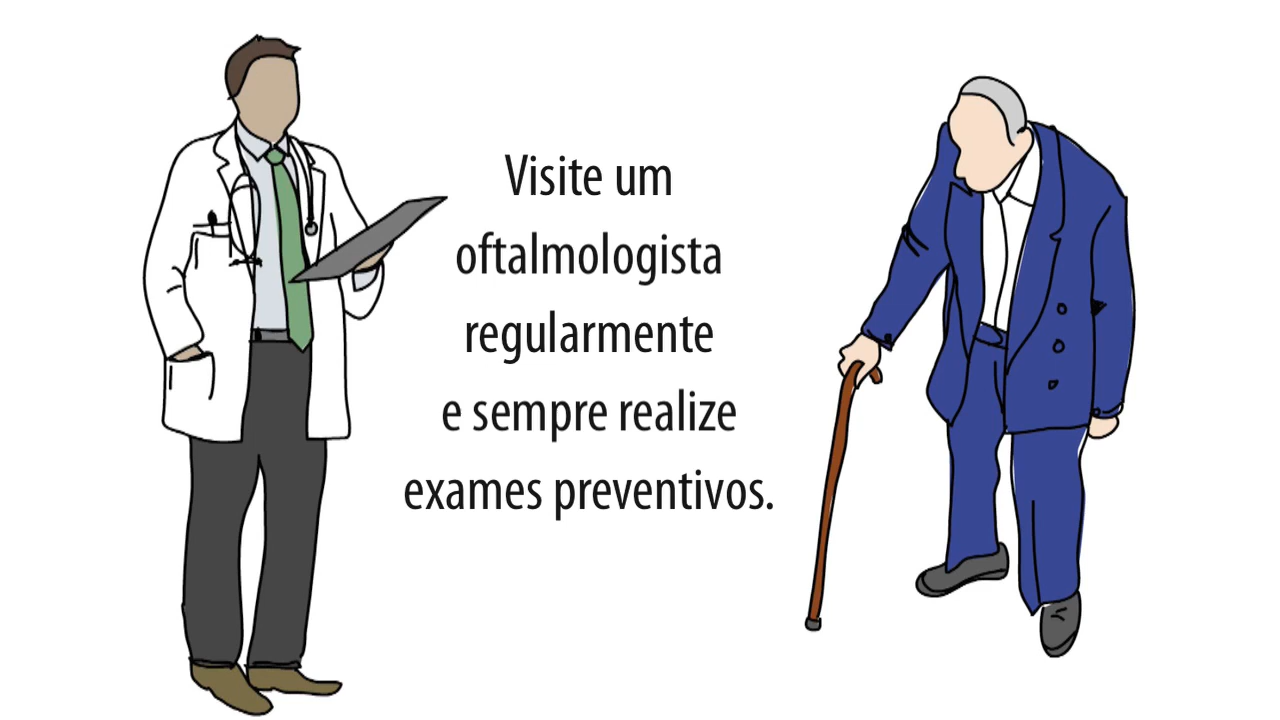 Visite um
oftalmologista
regularmente
e sempre realize
exames preventivos.